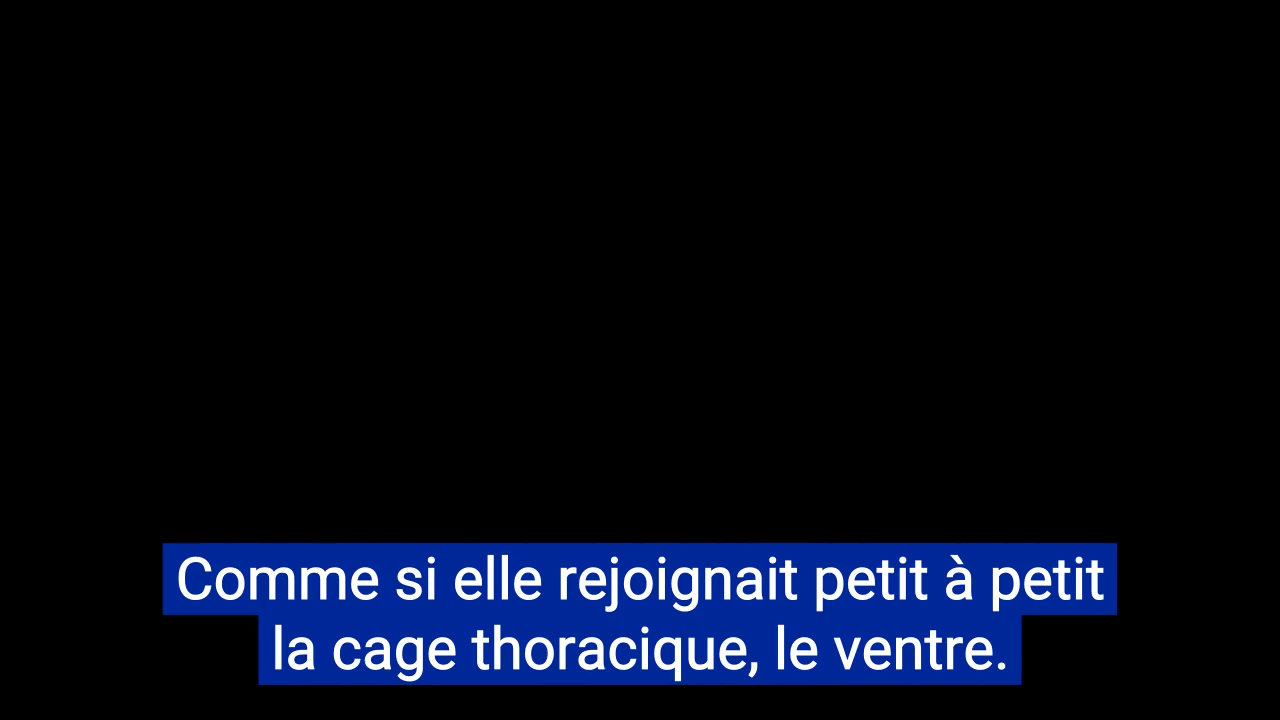 Comme si elle rejoignait petit à petit
la cage thoracique, le ventre.